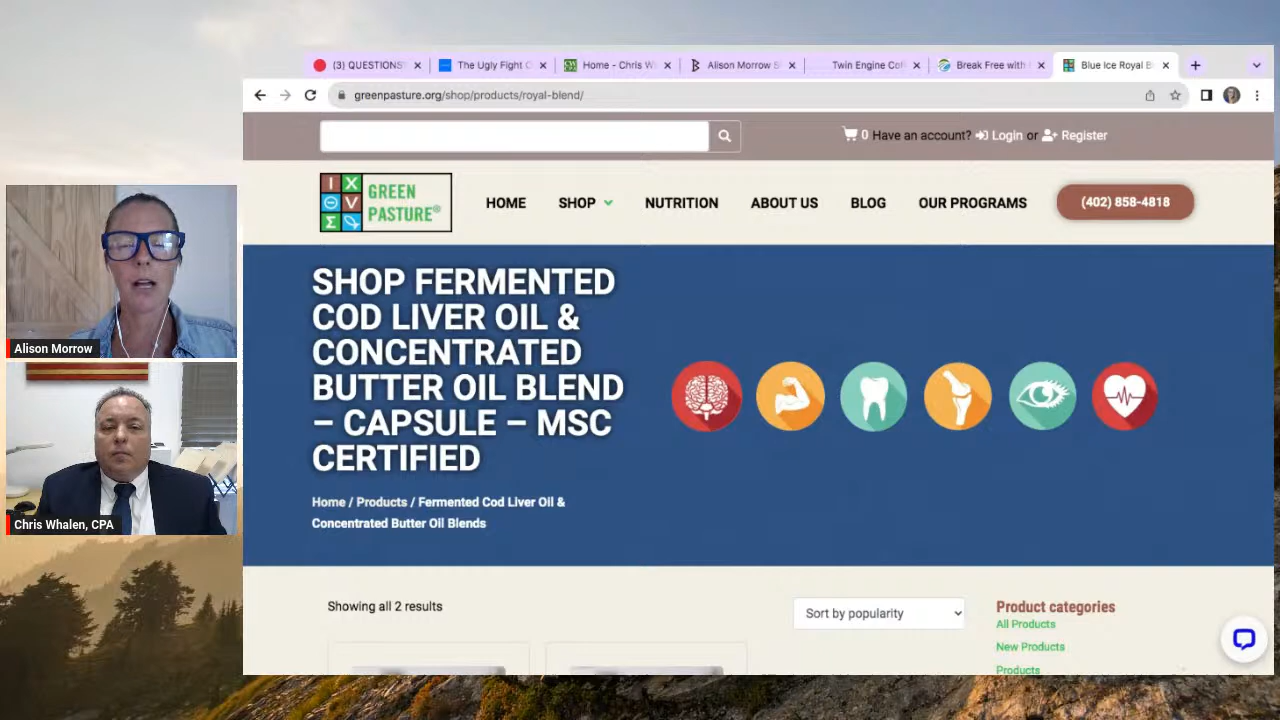 (3) QUESTIONS
The Ugly Fight
Home - Chris W
Alison Morrow S
Twin Engine Cof
Break Free with
Blue Ice Royal B
greenpasture.org/shop/products/royal-blend/
0 Have an account? Login or Register
GREEN
PASTURE®
HOME
SHOP
NUTRITION
ABOUT US
BLOG
OUR PROGRAMS
(402) 858-4818
SHOP FERMENTED
COD LIVER OIL &
CONCENTRATED
BUTTER OIL BLEND
– CAPSULE – MSC
CERTIFIED
Home / Products / Fermented Cod Liver Oil &
Concentrated Butter Oil Blends
Alison Morrow
Chris Whalen, CPA
Showing all 2 results
Sort by popularity
Product categories
All Products
New Products
Products